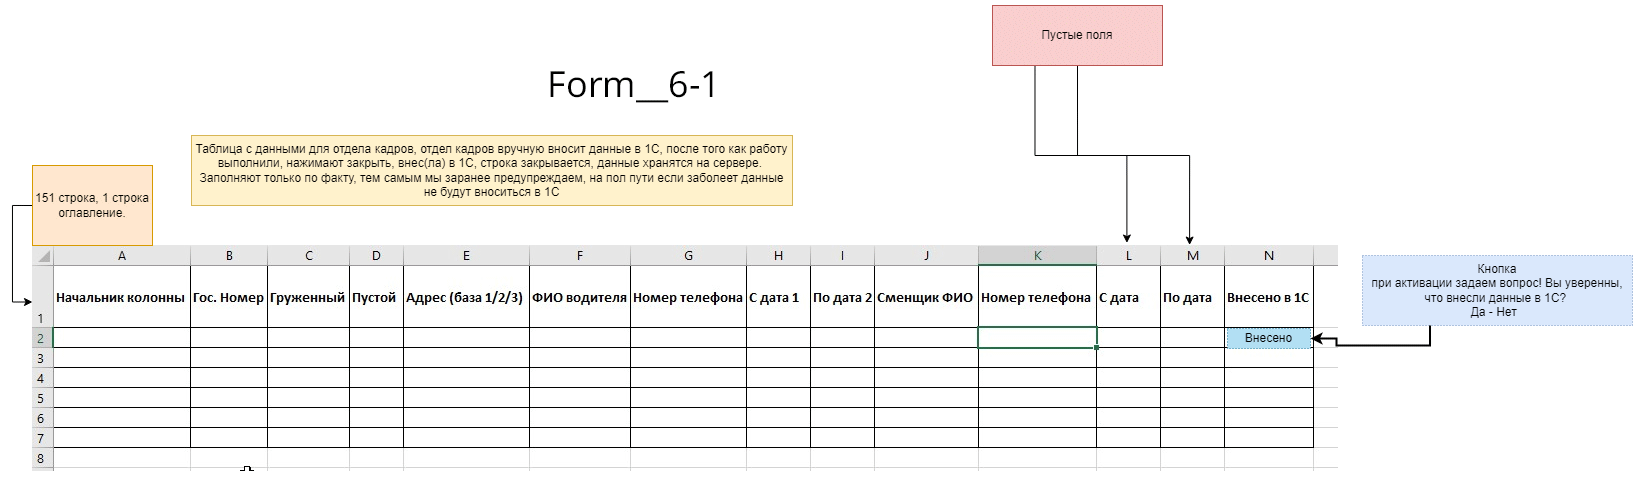 Пустые поля
Form__6-1
Таблица с данными для отдела кадров, отдел кадров вручную вносит данные в 1С, после того как работу
выполнили, нажимают закрыть, внес(ла) в 1С, строка закрывается, данные хранятся на сервере.
Заполняют только по факту, тем самым мы заранее предупреждаем, на пол пути если заболеет данные
не будут вноситься в 1С
151 строка, 1 строка
оглавление.
A B C D E F G H I J K L M N
1 Начальник колонны Гос. Номер Груженный Пустой Адрес (база 1/2/3) ФИО водителя Номер телефона С дата 1 По дата 2 Сменщик ФИО Номер телефона С дата По дата Внесено в 1С
Кнопка
при активации задаем вопрос! Вы уверенны,
что внесли данные в 1С?
Да - Нет
2 Внесено
3
4
5
6
7
8